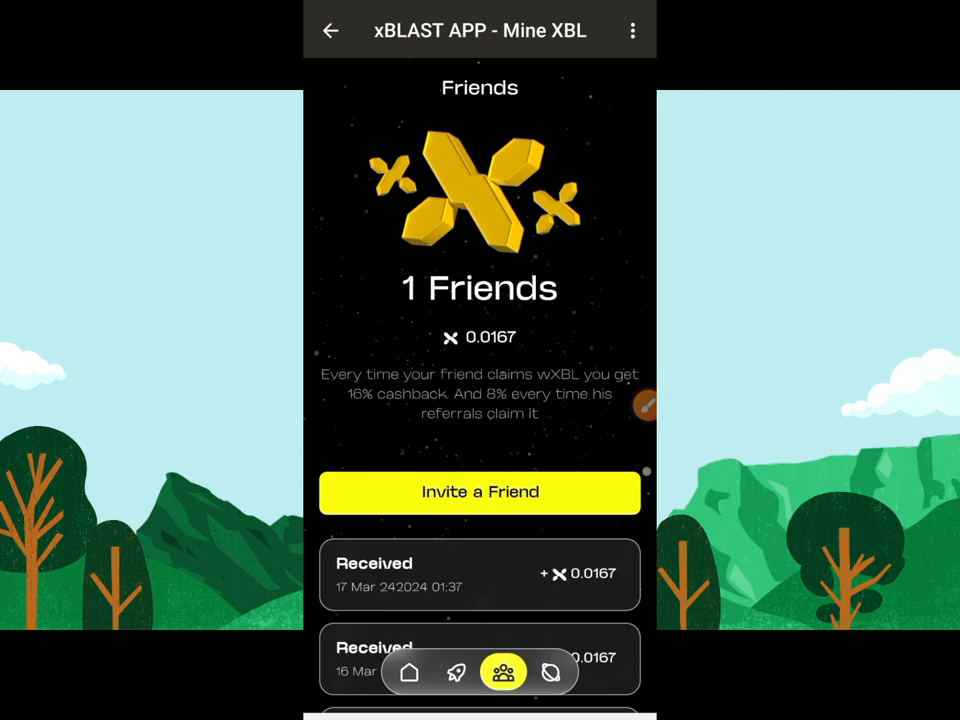 xBLAST APP - Mine XBL
Friends
1 Friends
0.0167
Every time your friend claims wXBL you get
16% cashback. And 8% every time his
referrals claim it
Invite a Friend
Received
+ 0.0167
17 Mar 242024 01:37
Received
0.0167
16 Mar